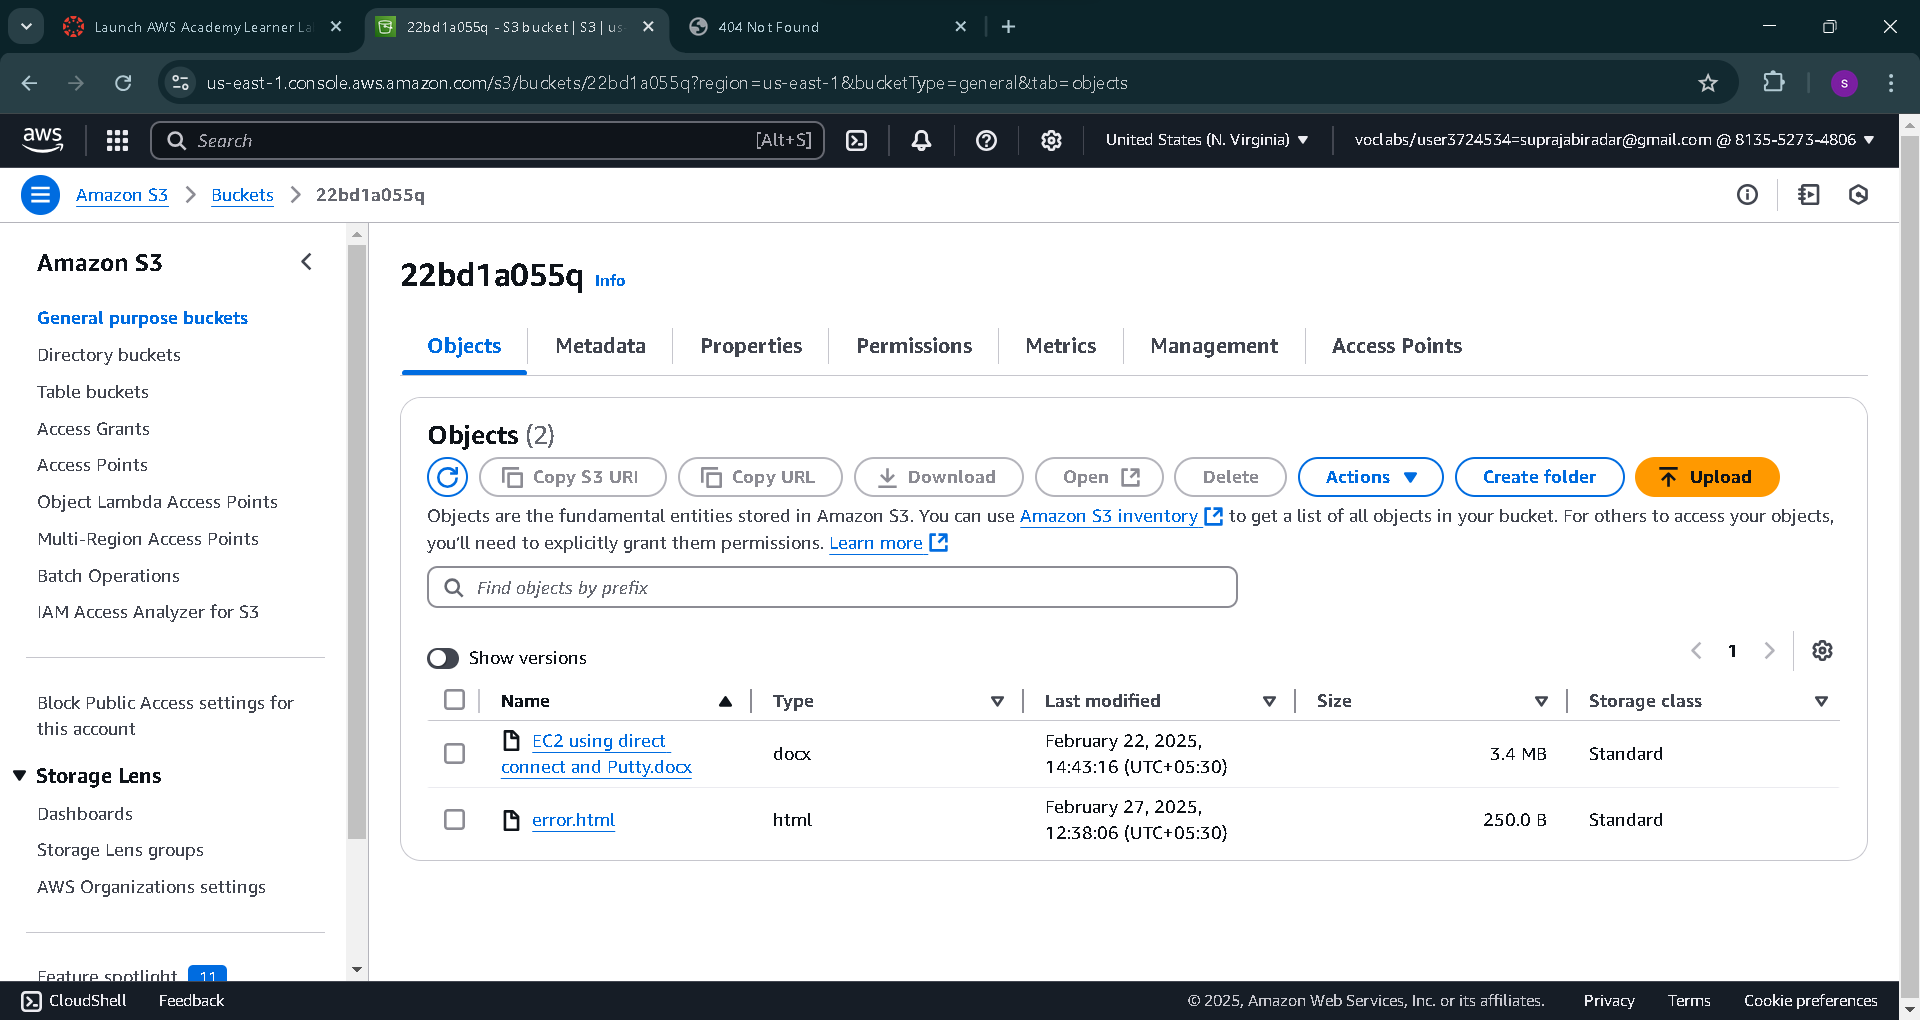 Launch AWS Academy Learner La
22bd1a055q - S3 bucket | S3 | us-
404 Not Found
us-east-1.console.aws.amazon.com/s3/buckets/22bd1a055q?region=us-east-1&bucketType=general&tab=objects
S
aws
Search
[Alt+S]
United States (N. Virginia)
voclabs/user3724534=suprajabiradar@gmail.com @ 8135-5273-4806
Amazon S3
Buckets
22bd1a055q
Amazon S3
General purpose buckets
Directory buckets
Table buckets
Access Grants
Access Points
Object Lambda Access Points
Multi-Region Access Points
Batch Operations
IAM Access Analyzer for S3
Block Public Access settings for
this account
Storage Lens
Dashboards
Storage Lens groups
AWS Organizations settings
Feature spotlight 11
22bd1a055q Info
Objects
Metadata
Properties
Permissions
Metrics
Management
Access Points
Objects (2)
Copy S3 URI
Copy URL
Download
Open
Delete
Actions
Create folder
Upload
Objects are the fundamental entities stored in Amazon S3. You can use Amazon S3 inventory to get a list of all objects in your bucket. For others to access your objects,
you'll need to explicitly grant them permissions. Learn more
Find objects by prefix
Show versions
1
Name
Type
Last modified
Size
Storage class
EC2 using direct
connect and Putty.docx
docx
February 22, 2025,
14:43:16 (UTC+05:30)
3.4 MB
Standard
error.html
html
February 27, 2025,
12:38:06 (UTC+05:30)
250.0 B
Standard
CloudShell
Feedback
© 2025, Amazon Web Services, Inc. or its affiliates.
Privacy
Terms
Cookie preferences